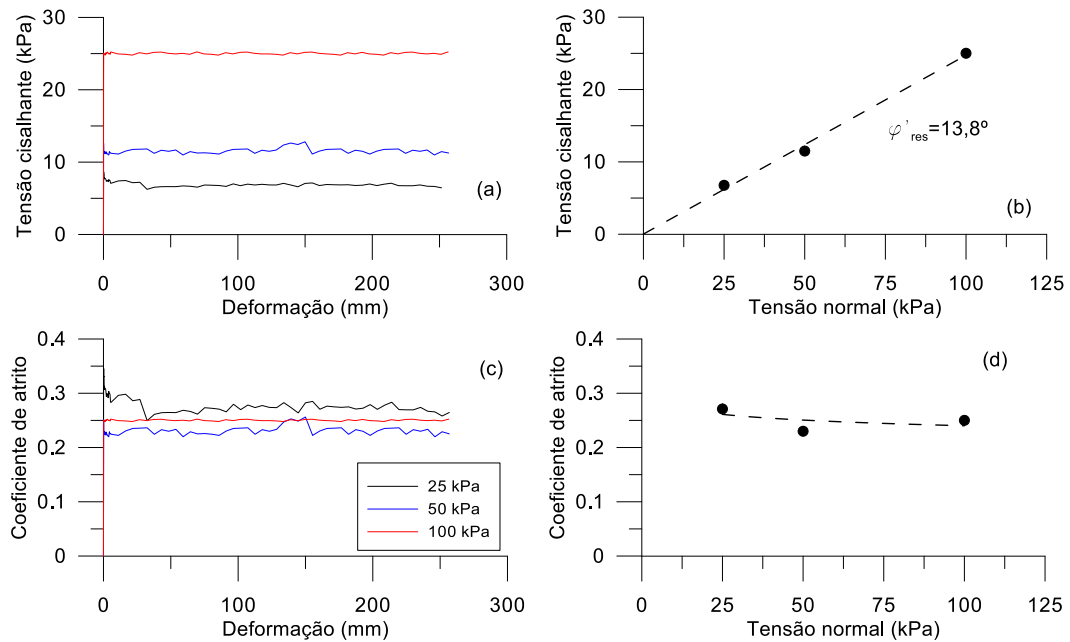 30
20
10
0
Tensão cisalhante (kPa)
(a)
0 100 200 300
Deformação (mm)
30
20
10
0
Tensão cisalhante (kPa)
φ'res=13,8º
(b)
0 25 50 75 100 125
Tensão normal (kPa)
0.4
0.3
0.2
0.1
0
Coeficiente de atrito
(c)
25 kPa
50 kPa
100 kPa
0 100 200 300
Deformação (mm)
0.4
0.3
0.2
0.1
0
Coeficiente de atrito
(d)
0 25 50 75 100 125
Tensão normal (kPa)